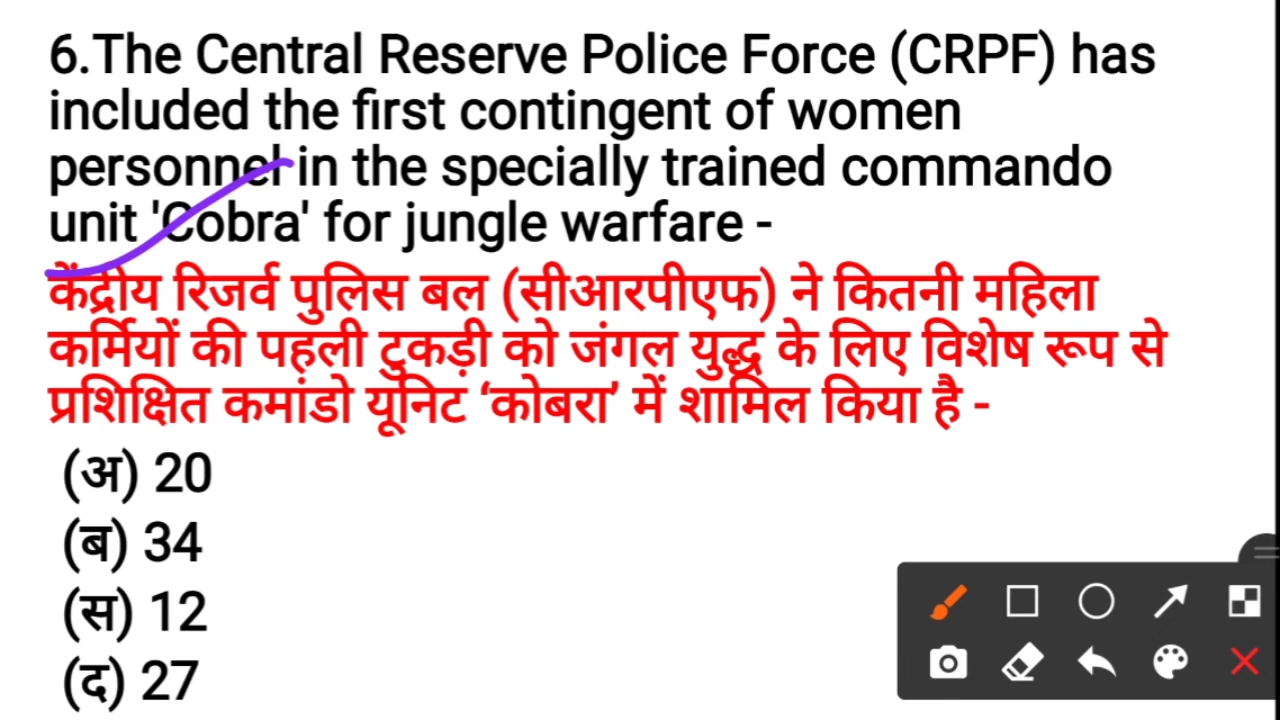 6.The Central Reserve Police Force (CRPF) has
included the first contingent of women
personnel in the specially trained commando
unit 'Cobra' for jungle warfare -
केंद्रीय रिजर्व पुलिस बल (सीआरपीएफ) ने कितनी महिला
कर्मियों की पहली टुकड़ी को जंगल युद्ध के लिए विशेष रूप से
प्रशिक्षित कमांडो यूनिट ‘कोबरा’ में शामिल किया है -
(अ) 20
(ब) 34
(स) 12
(द) 27